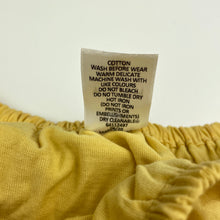 COTTON
WASH BEFORE WEAR
WARM DELICATE
MACHINE WASH WITH
LIKE COLOURS
DO NOT BLEACH
DO NOT TUMBLE DRY
HOT IRON
(DO NOT IRON
PRINTS OR
EMBELLISHMENTS)
DRY CLEANABLE